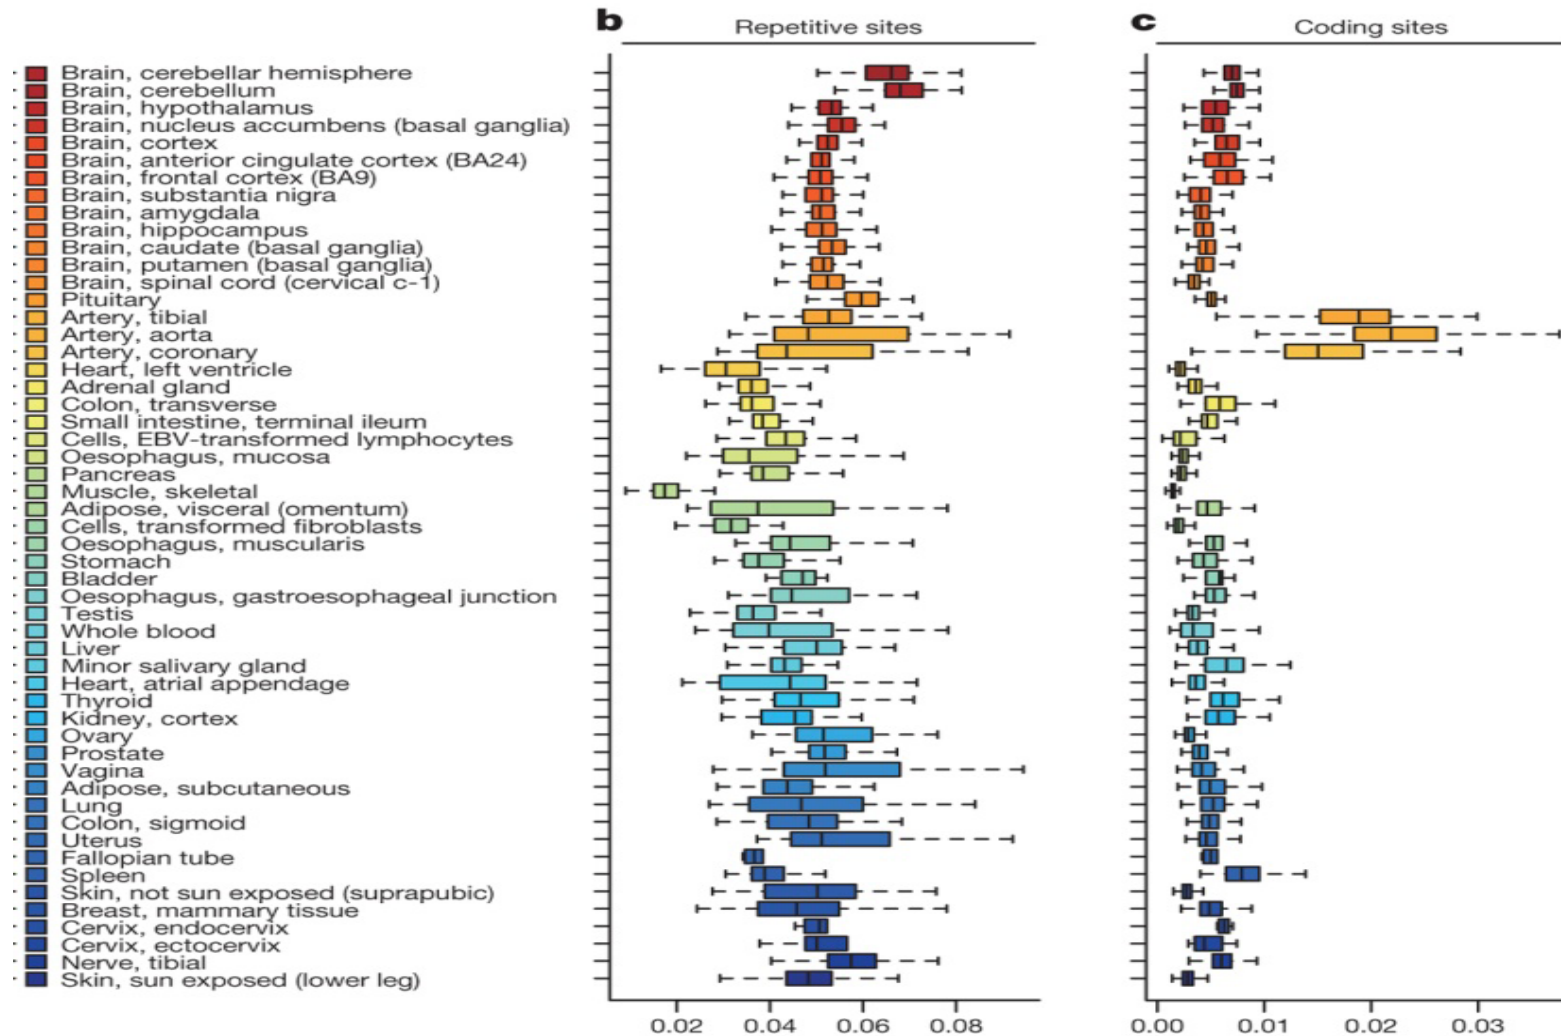 b Repetitive sites
c Coding sites
Brain, cerebellar hemisphere
Brain, cerebellum
Brain, hypothalamus
Brain, nucleus accumbens (basal ganglia)
Brain, cortex
Brain, anterior cingulate cortex (BA24)
Brain, frontal cortex (BA9)
Brain, substantia nigra
Brain, amygdala
Brain, hippocampus
Brain, caudate (basal ganglia)
Brain, putamen (basal ganglia)
Brain, spinal cord (cervical c-1)
Pituitary
Artery, tibial
Artery, aorta
Artery, coronary
Heart, left ventricle
Adrenal gland
Colon, transverse
Small intestine, terminal ileum
Cells, EBV-transformed lymphocytes
Oesophagus, mucosa
Pancreas
Muscle, skeletal
Adipose, visceral (omentum)
Cells, transformed fibroblasts
Oesophagus, muscularis
Stomach
Bladder
Oesophagus, gastroesophageal junction
Testis
Whole blood
Liver
Minor salivary gland
Heart, atrial appendage
Thyroid
Kidney, cortex
Ovary
Prostate
Vagina
Adipose, subcutaneous
Lung
Colon, sigmoid
Uterus
Fallopian tube
Spleen
Skin, not sun exposed (suprapubic)
Breast, mammary tissue
Cervix, endocervix
Cervix, ectocervix
Nerve, tibial
Skin, sun exposed (lower leg)
0.02 0.04 0.06 0.08
0.00 0.01 0.02 0.03